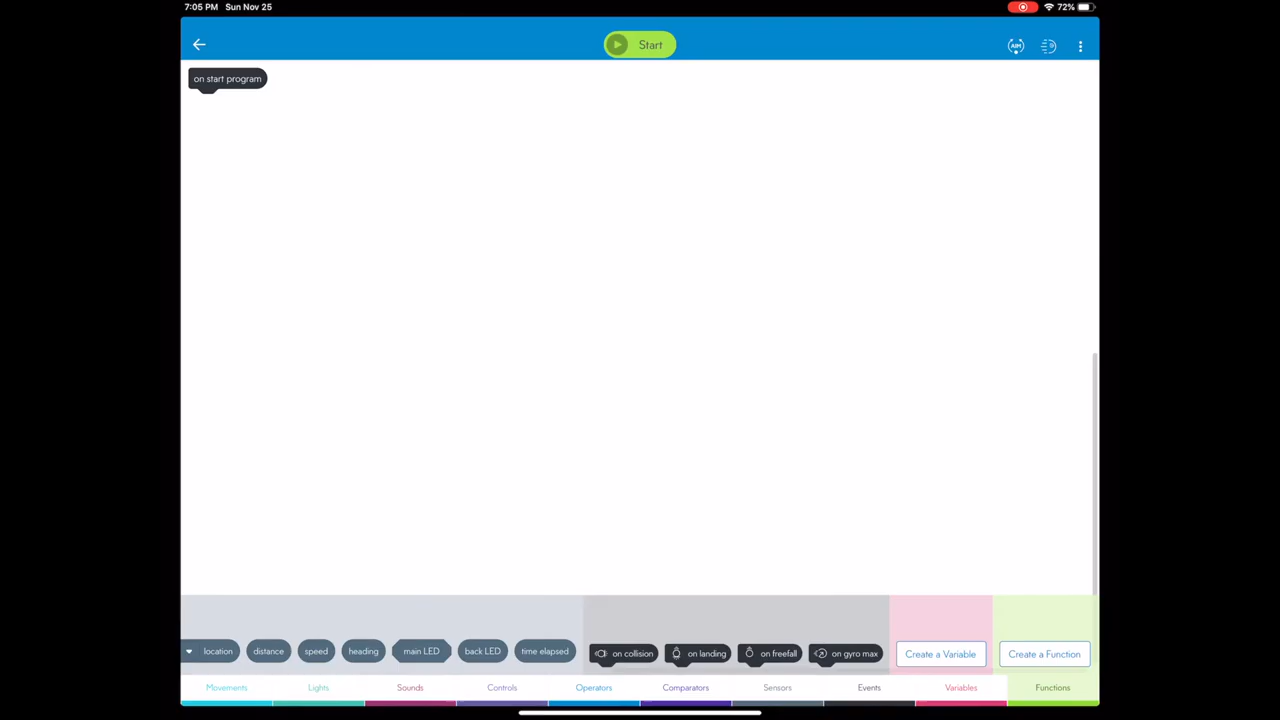 7:05 PM Sun Nov 25 72%
Start
AIM
on start program
location distance speed heading main LED back LED time elapsed on collision on landing on freefall on gyro max Create a Variable Create a Function
Movements Lights Sounds Controls Operators Comparators Sensors Events Variables Functions